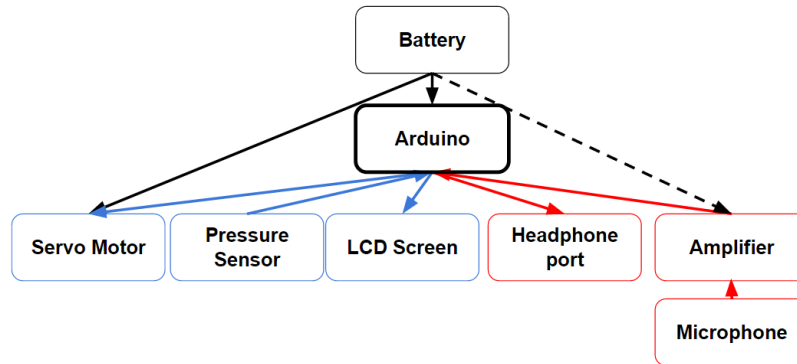 Battery
Arduino
Servo Motor
Pressure
Sensor
LCD Screen
Headphone
port
Amplifier
Microphone